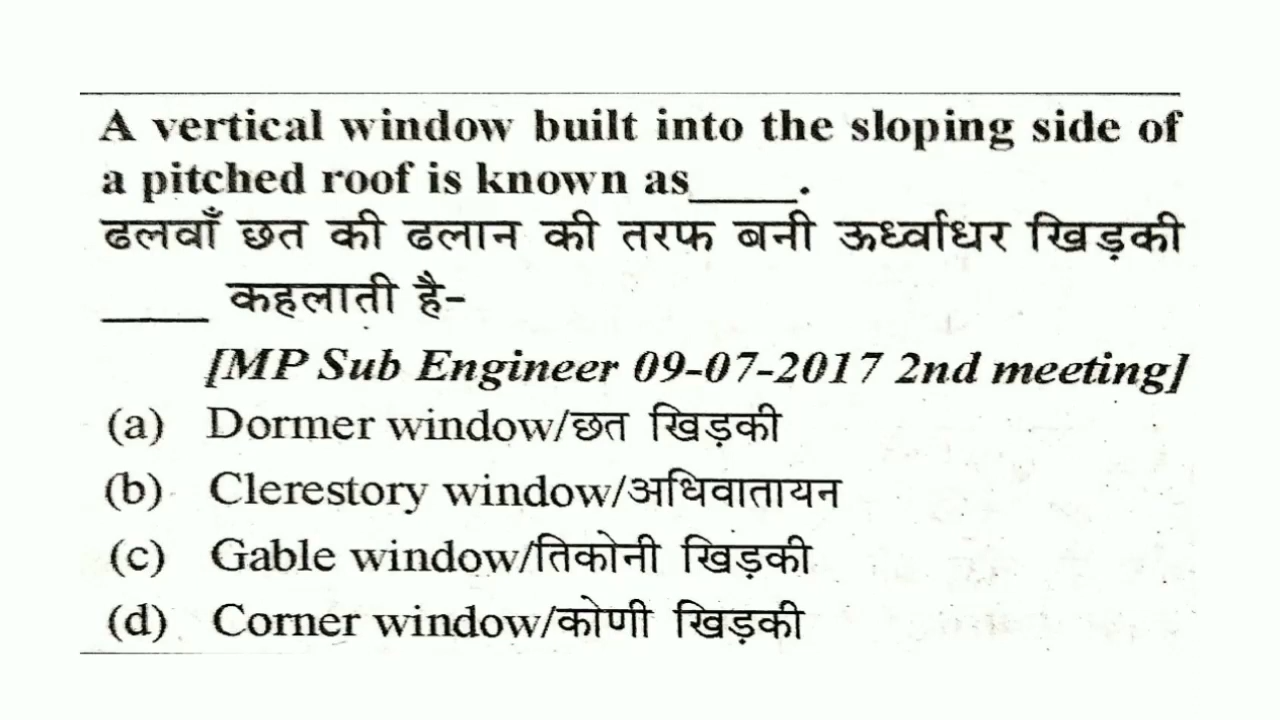 A vertical window built into the sloping side of
a pitched roof is known as____.
ढलवाँ छत की ढलान की तरफ बनी ऊर्ध्वाधर खिड़की
____ कहलाती है-
[MP Sub Engineer 09-07-2017 2nd meeting]
(a) Dormer window/छत खिड़की
(b) Clerestory window/अधिवातायन
(c) Gable window/तिकोनी खिड़की
(d) Corner window/कोणी खिड़की